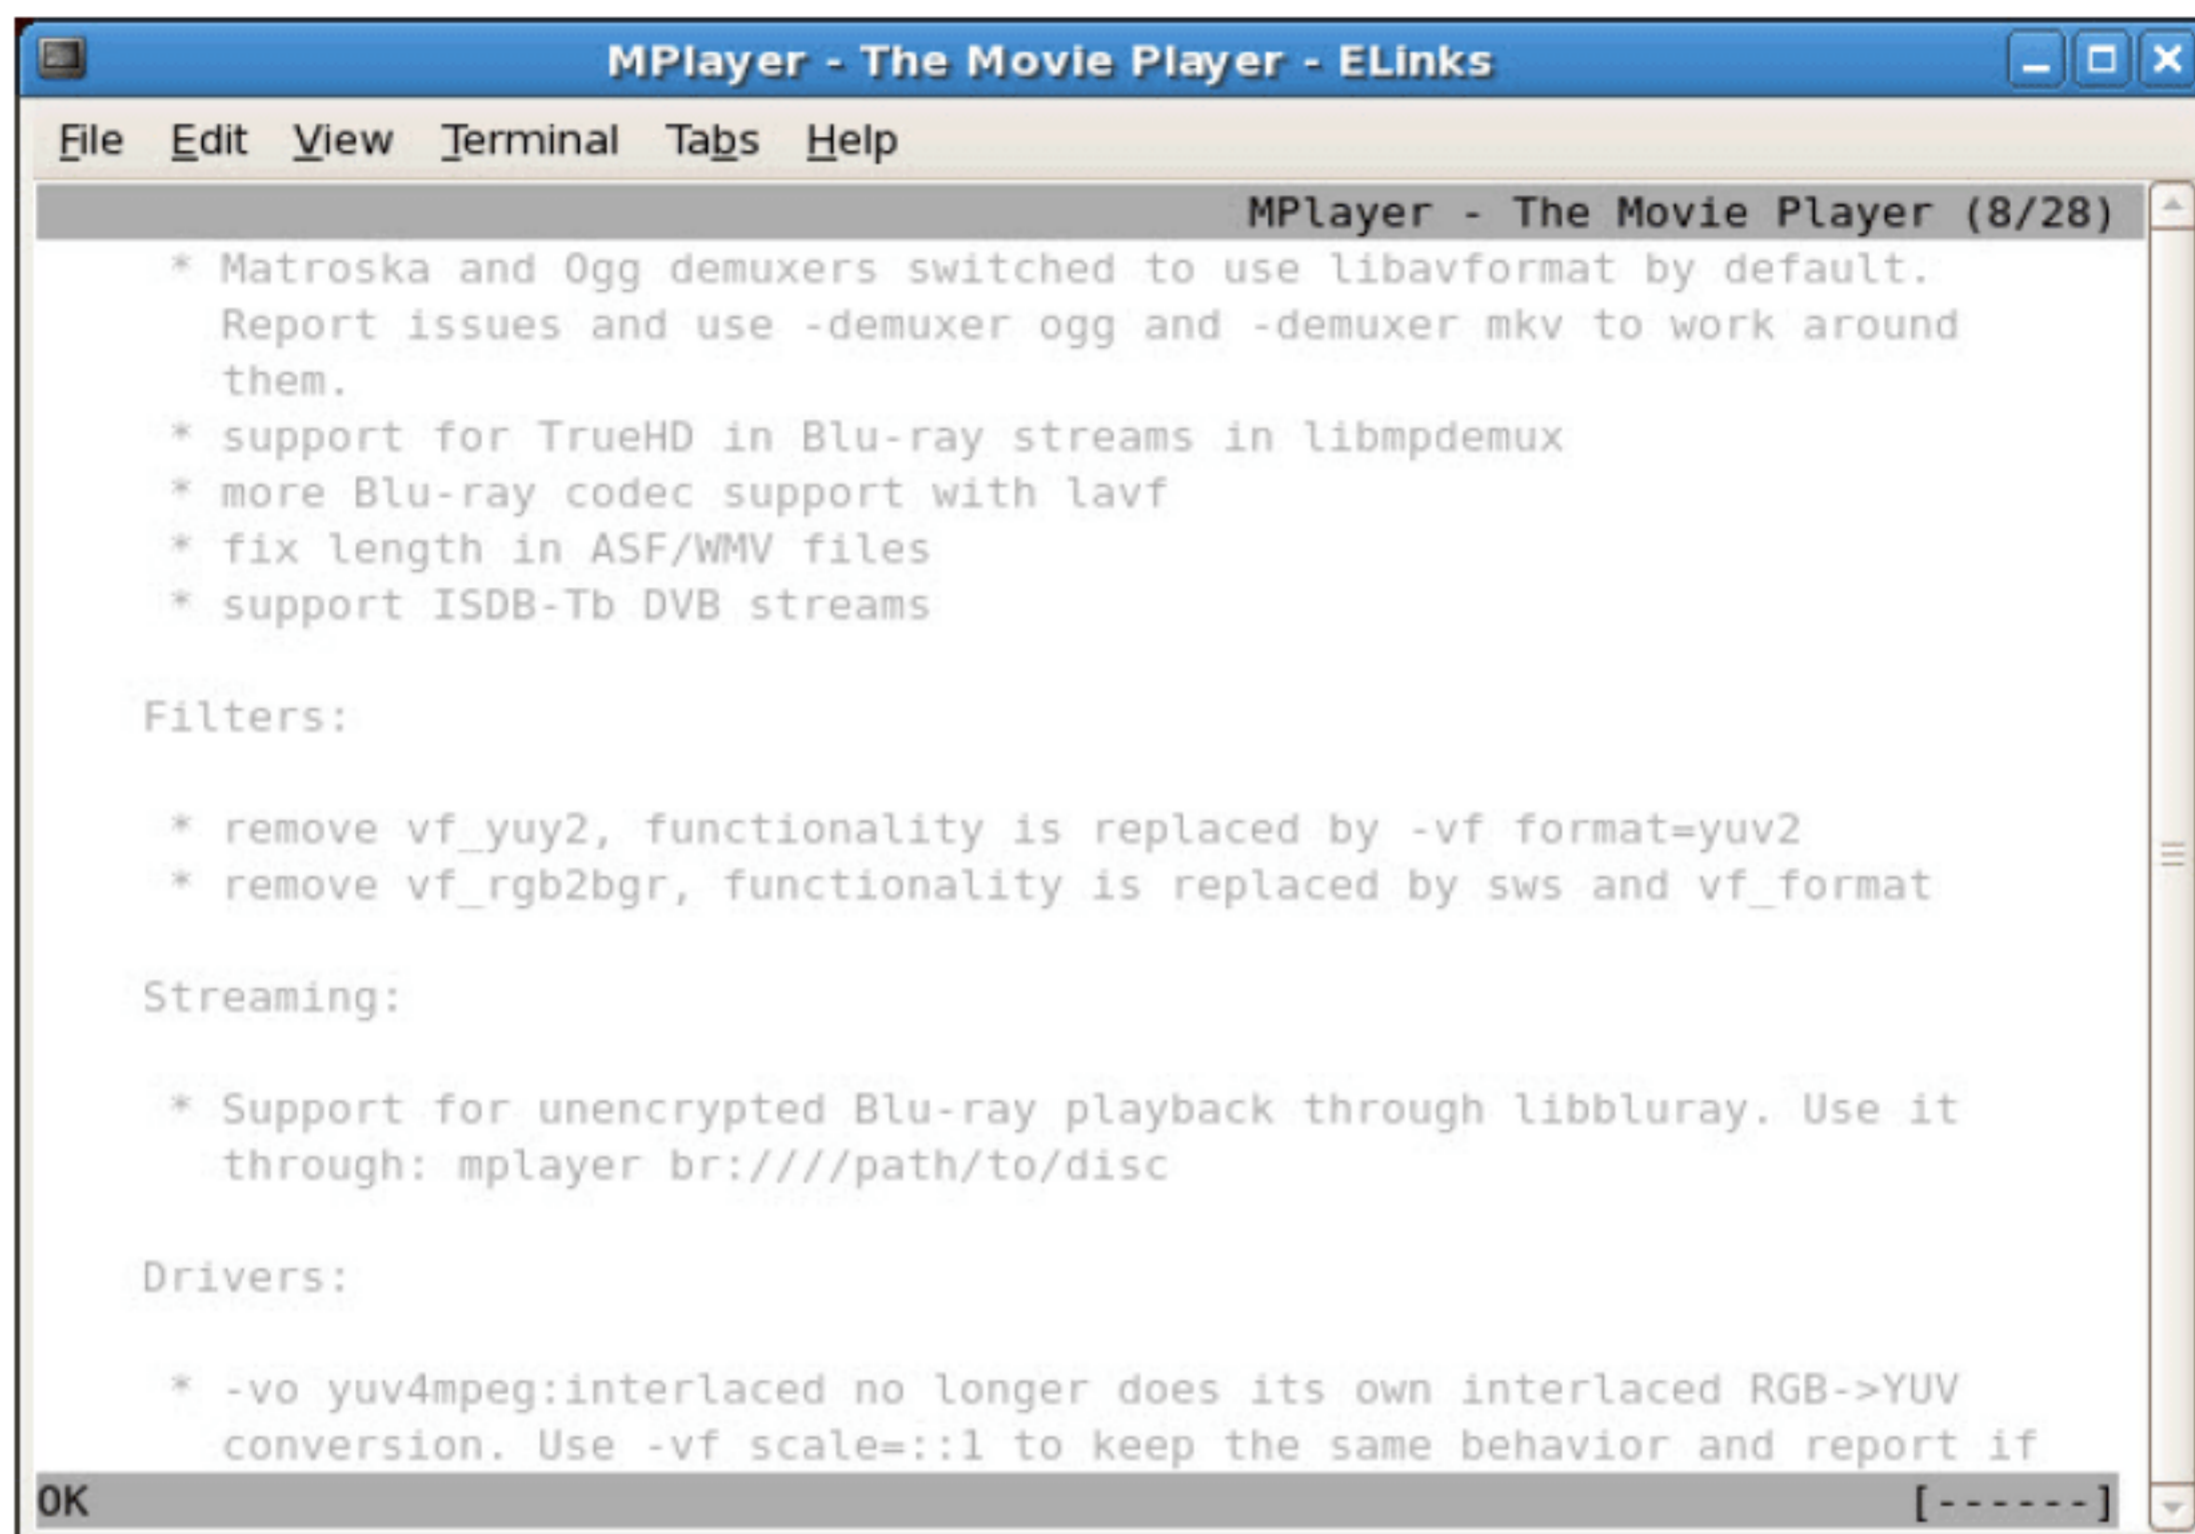 MPlayer - The Movie Player - ELinks
File Edit View Terminal Tabs Help
MPlayer - The Movie Player (8/28)
* Matroska and Ogg demuxers switched to use libavformat by default.
Report issues and use -demuxer ogg and -demuxer mkv to work around
them.
* support for TrueHD in Blu-ray streams in libmpdemux
* more Blu-ray codec support with lavf
* fix length in ASF/WMV files
* support ISDB-Tb DVB streams
Filters:
* remove vf_yuy2, functionality is replaced by -vf format=yuv2
* remove vf_rgb2bgr, functionality is replaced by sws and vf_format
Streaming:
* Support for unencrypted Blu-ray playback through libbluray. Use it
through: mplayer br:////path/to/disc
Drivers:
* -vo yuv4mpeg:interlaced no longer does its own interlaced RGB->YUV
conversion. Use -vf scale=::1 to keep the same behavior and report if
OK [------]